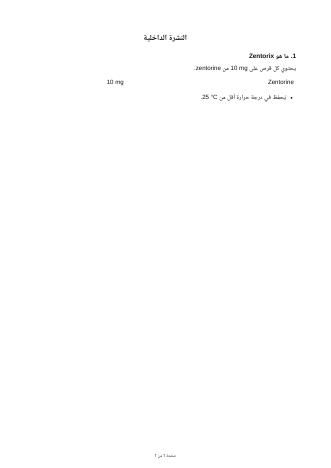 النشرة الداخلية
1. ما هو Zentorix
يحتوي كل قرص على 10 mg من zentorine.
Zentorine 10 mg
• يُحفظ في درجة حرارة أقل من 25 °C.
صفحة 1 من 1